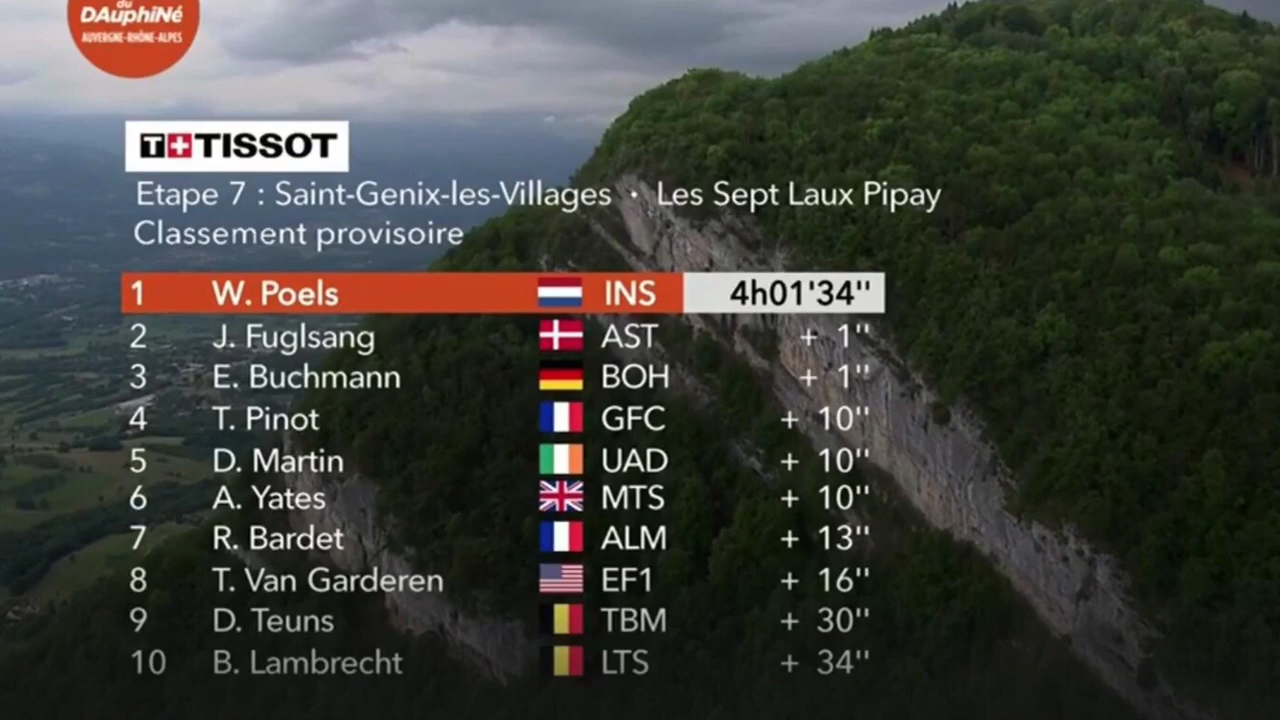 du
DAuphiNé
AUVERGNE-RHÔNE-ALPES
T+ TISSOT
Etape 7 : Saint-Genix-les-Villages • Les Sept Laux Pipay
Classement provisoire
1 W. Poels INS 4h01'34''
2 J. Fuglsang AST + 1''
3 E. Buchmann BOH + 1''
4 T. Pinot GFC + 10''
5 D. Martin UAD + 10''
6 A. Yates MTS + 10''
7 R. Bardet ALM + 13''
8 T. Van Garderen EF1 + 16''
9 D. Teuns TBM + 30''
10 B. Lambrecht LTS + 34''